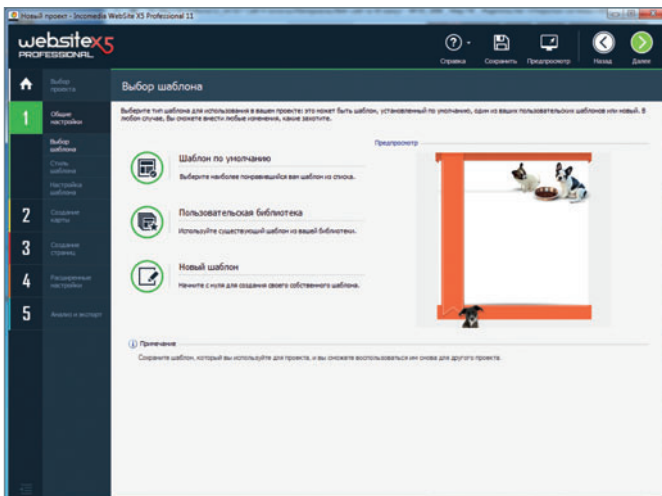 Новый проект - Incomedia WebSite X5 Professional 11
websitex5
PROFESSIONAL
Справка
Сохранить
Предпросмотр
Назад
Далее
Выбор проекта
Выбор шаблона
1 Общие настройки
Выбор шаблона
Стиль шаблона
Настройка шаблона
2 Создание карты
3 Создание страниц
4 Расширенные настройки
5 Анализ и экспорт
Выберите тип шаблона для использования в вашем проекте: это может быть шаблон, установленный по умолчанию, один из ваших пользовательских шаблонов или новый. В
любом случае, Вы сможете внести любые изменения, какие захотите.
Предпросмотр
Шаблон по умолчанию
Выберите наиболее понравившийся вам шаблон из списка.
Пользовательская библиотека
Используйте существующий шаблон из вашей библиотеки.
Новый шаблон
Начните с нуля для создания своего собственного шаблона.
Примечание
Сохраните шаблон, который вы используйте для проекта, и вы сможете воспользоваться им снова для другого проекта.